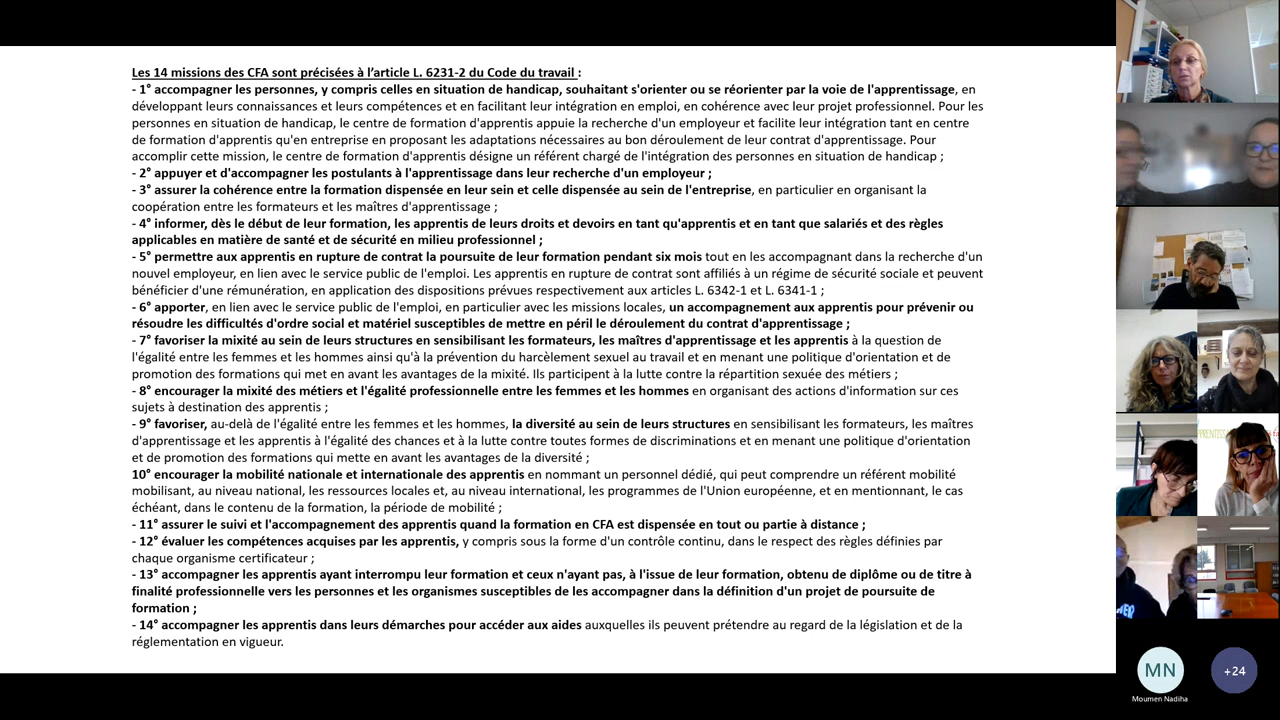 Les 14 missions des CFA sont précisées à l'article L. 6231-2 du Code du travail :
- 1° accompagner les personnes, y compris celles en situation de handicap, souhaitant s'orienter ou se réorienter par la voie de l'apprentissage, en
développant leurs connaissances et leurs compétences et en facilitant leur intégration en emploi, en cohérence avec leur projet professionnel. Pour les
personnes en situation de handicap, le centre de formation d'apprentis appuie la recherche d'un employeur et facilite leur intégration tant en centre
de formation d'apprentis qu'en entreprise en proposant les adaptations nécessaires au bon déroulement de leur contrat d'apprentissage. Pour
accomplir cette mission, le centre de formation d'apprentis désigne un référent chargé de l'intégration des personnes en situation de handicap ;
- 2° appuyer et d'accompagner les postulants à l'apprentissage dans leur recherche d'un employeur ;
- 3° assurer la cohérence entre la formation dispensée en leur sein et celle dispensée au sein de l'entreprise, en particulier en organisant la
coopération entre les formateurs et les maîtres d'apprentissage ;
- 4° informer, dès le début de leur formation, les apprentis de leurs droits et devoirs en tant qu'apprentis et en tant que salariés et des règles
applicables en matière de santé et de sécurité en milieu professionnel ;
- 5° permettre aux apprentis en rupture de contrat la poursuite de leur formation pendant six mois tout en les accompagnant dans la recherche d'un
nouvel employeur, en lien avec le service public de l'emploi. Les apprentis en rupture de contrat sont affiliés à un régime de sécurité sociale et peuvent
bénéficier d'une rémunération, en application des dispositions prévues respectivement aux articles L. 6342-1 et L. 6341-1 ;
- 6° apporter, en lien avec le service public de l'emploi, en particulier avec les missions locales, un accompagnement aux apprentis pour prévenir ou
résoudre les difficultés d'ordre social et matériel susceptibles de mettre en péril le déroulement du contrat d'apprentissage ;
- 7° favoriser la mixité au sein de leurs structures en sensibilisant les formateurs, les maîtres d'apprentissage et les apprentis à la question de
l'égalité entre les femmes et les hommes ainsi qu'à la prévention du harcèlement sexuel au travail et en menant une politique d'orientation et de
promotion des formations qui met en avant les avantages de la mixité. Ils participent à la lutte contre la répartition sexuée des métiers ;
- 8° encourager la mixité des métiers et l'égalité professionnelle entre les femmes et les hommes en organisant des actions d'information sur ces
sujets à destination des apprentis ;
- 9° favoriser, au-delà de l'égalité entre les femmes et les hommes, la diversité au sein de leurs structures en sensibilisant les formateurs, les maîtres
d'apprentissage et les apprentis à l'égalité des chances et à la lutte contre toutes formes de discriminations et en menant une politique d'orientation
et de promotion des formations qui mette en avant les avantages de la diversité ;
10° encourager la mobilité nationale et internationale des apprentis en nommant un personnel dédié, qui peut comprendre un référent mobilité
mobilisant, au niveau national, les ressources locales et, au niveau international, les programmes de l'Union européenne, et en mentionnant, le cas
échéant, dans le contenu de la formation, la période de mobilité ;
- 11° assurer le suivi et l'accompagnement des apprentis quand la formation en CFA est dispensée en tout ou partie à distance ;
- 12° évaluer les compétences acquises par les apprentis, y compris sous la forme d'un contrôle continu, dans le respect des règles définies par
chaque organisme certificateur ;
- 13° accompagner les apprentis ayant interrompu leur formation et ceux n'ayant pas, à l'issue de leur formation, obtenu de diplôme ou de titre à
finalité professionnelle vers les personnes et les organismes susceptibles de les accompagner dans la définition d'un projet de poursuite de
formation ;
- 14° accompagner les apprentis dans leurs démarches pour accéder aux aides auxquelles ils peuvent prétendre au regard de la législation et de la
réglementation en vigueur.
MN
+24
Moumen Nadiha